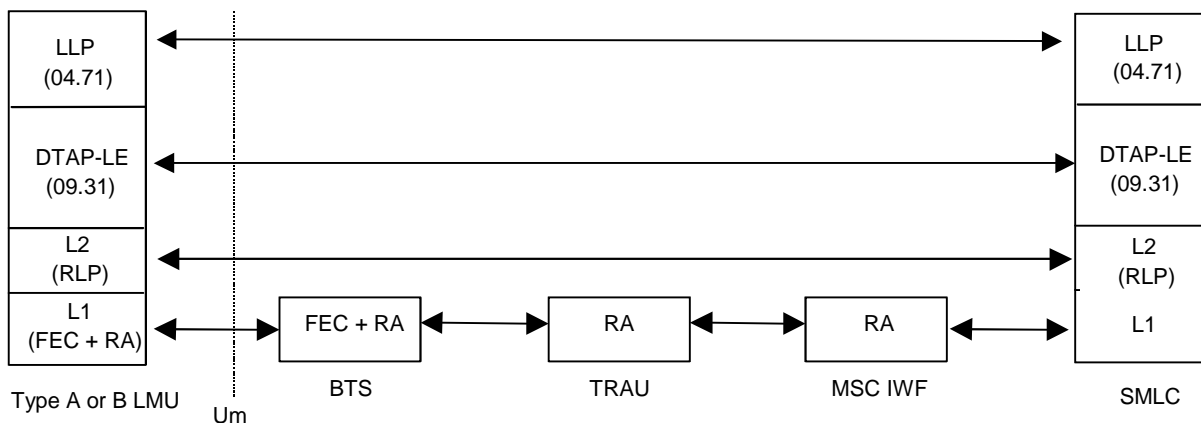 LLP
(04.71)
DTAP-LE
(09.31)
L2
(RLP)
L1
(FEC + RA)
Type A or B LMU
Um
FEC + RA
BTS
RA
TRAU
RA
MSC IWF
LLP
(04.71)
DTAP-LE
(09.31)
L2
(RLP)
L1
SMLC